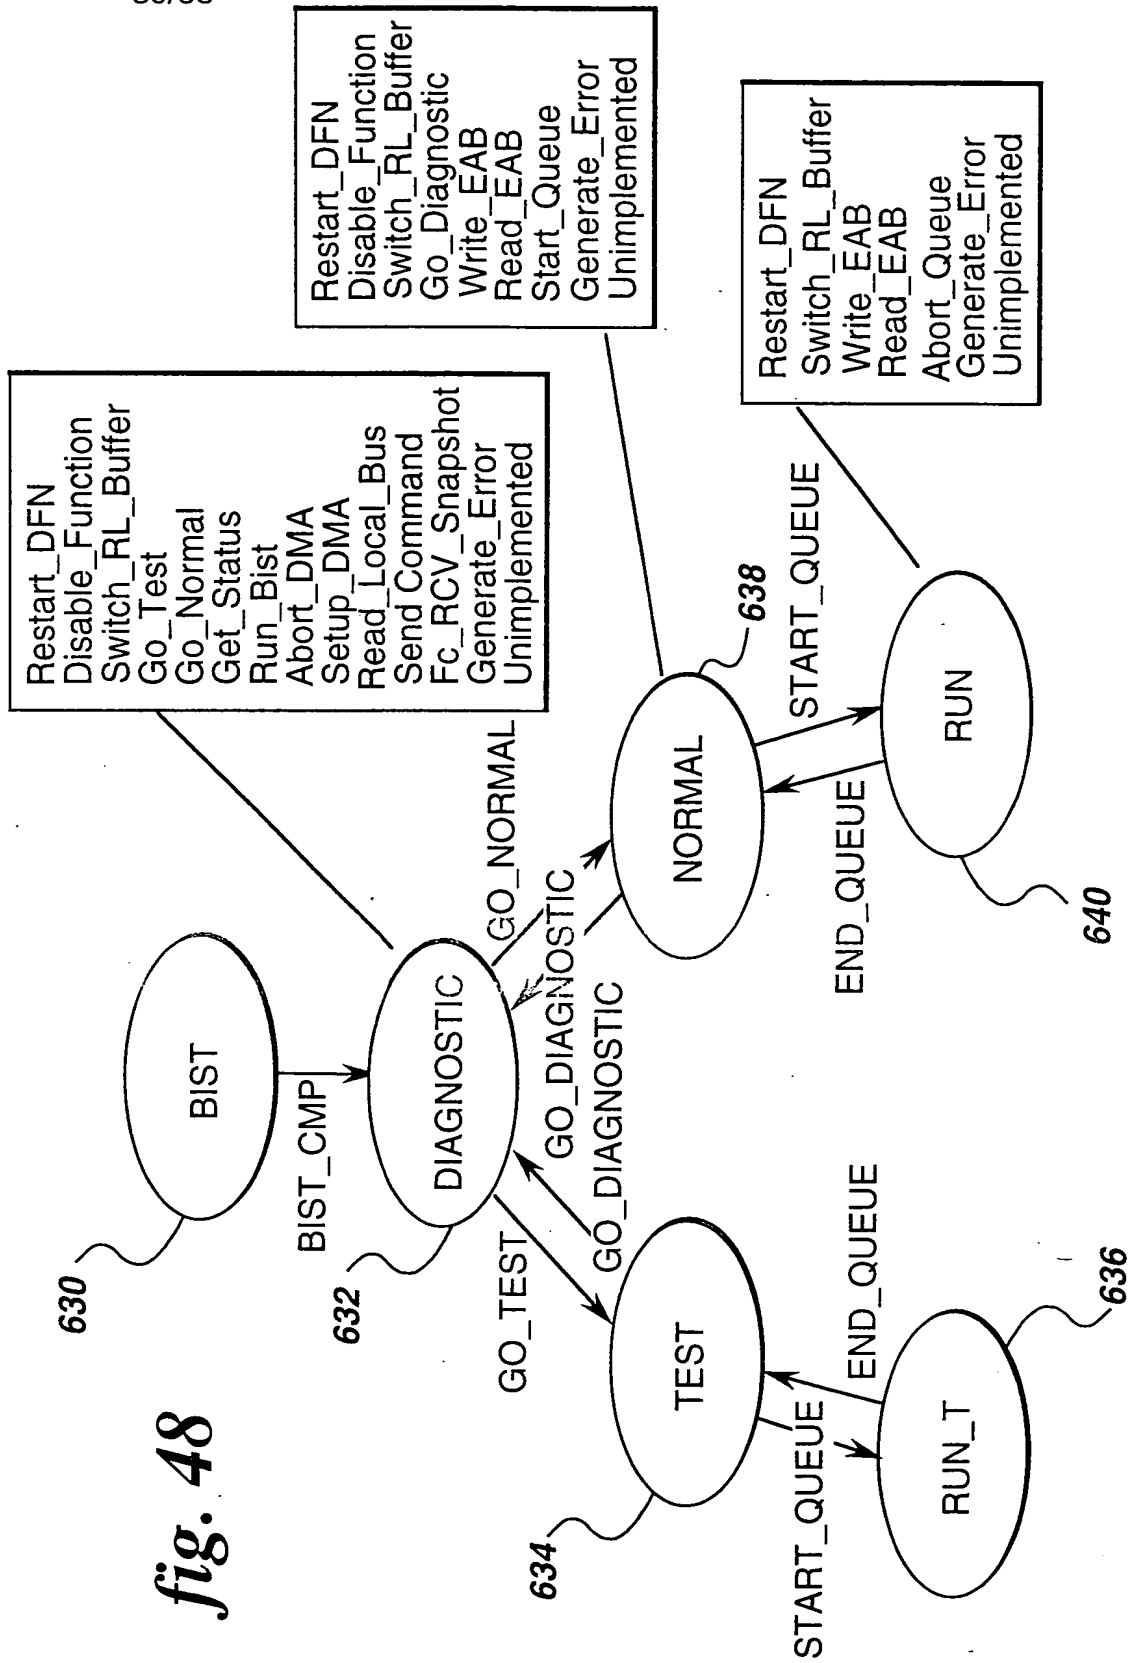 fig. 48
630
BIST
BIST_CMP
632
DIAGNOSTIC
Restart_DFN
Disable_Function
Switch_RL_Buffer
Go_Test
Go_Normal
Get_Status
Run_Bist
Abort_DMA
Setup_DMA
Read_Local_Bus
Send Command
Fc_RCV_Snapshot
Generate_Error
Unimplemented
GO_TEST
GO_DIAGNOSTIC
GO_DIAGNOSTIC
GO_NORMAL
634
TEST
NORMAL
638
Restart_DFN
Disable_Function
Switch_RL_Buffer
Go_Diagnostic
Write_EAB
Read_EAB
Start_Queue
Generate_Error
Unimplemented
START_QUEUE
END_QUEUE
END_QUEUE
START_QUEUE
RUN_T
636
RUN
640
Restart_DFN
Switch_RL_Buffer
Write_EAB
Read_EAB
Abort_Queue
Generate_Error
Unimplemented